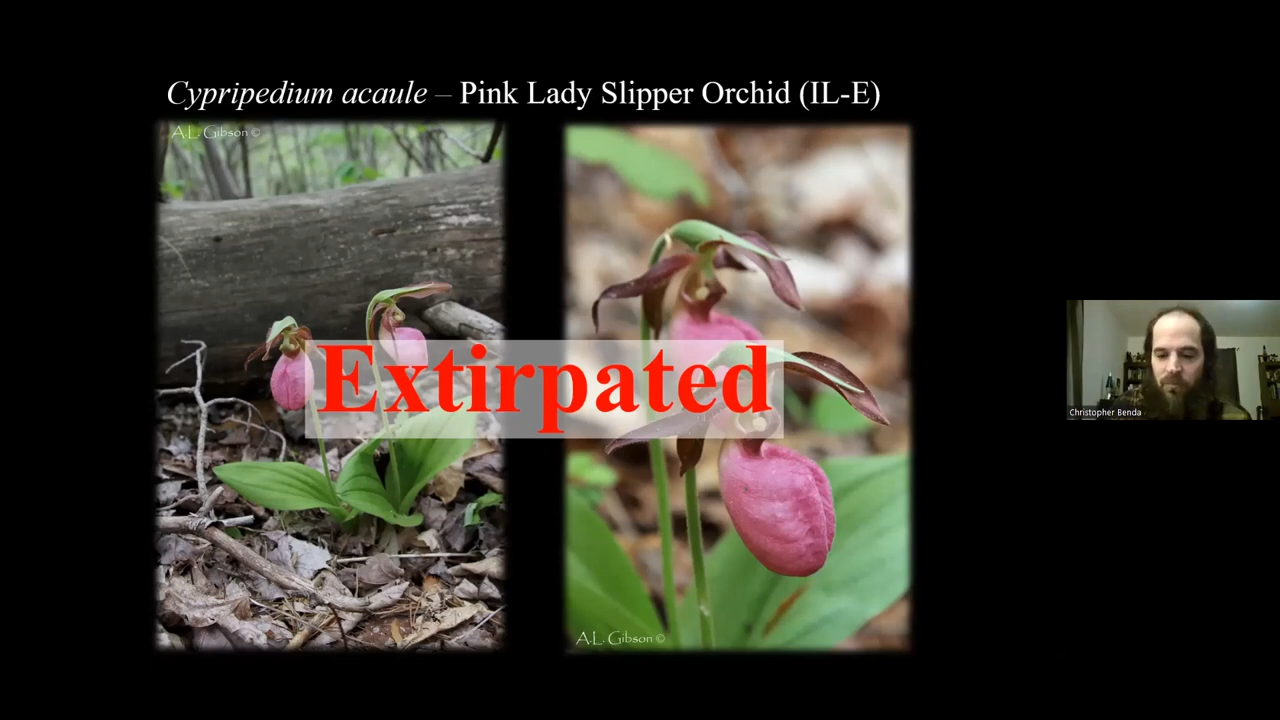 Cypripedium acaule – Pink Lady Slipper Orchid (IL-E)
A.L. Gibson ©
Extirpated
Christopher Benda
A.L. Gibson ©